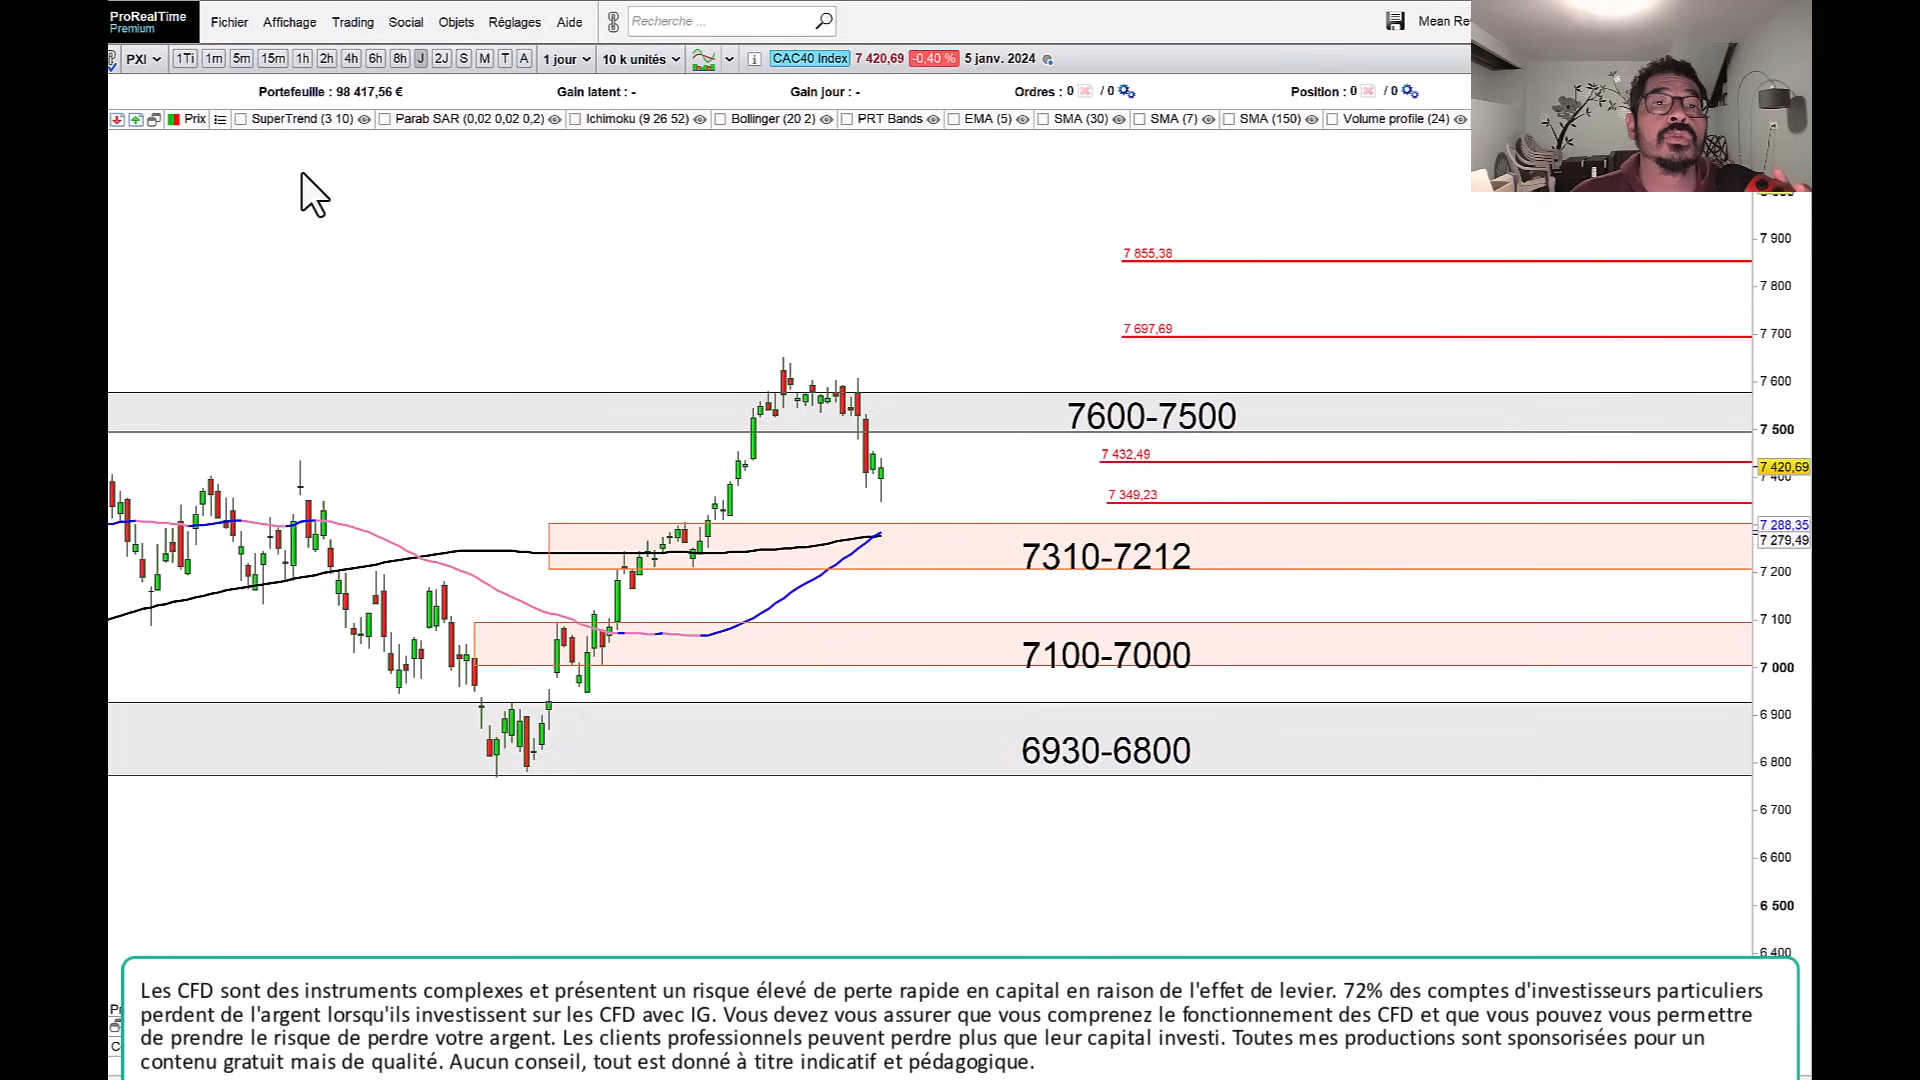 ProRealTime
Premium
Fichier Affichage Trading Social Objets Réglages Aide Recherche ...
PXI 1Ti 1m 5m 15m 1h 2h 4h 6h 8h J 2J S M T A 1 jour 10 k unités i CAC40 Index 7 420,69 -0,40 % 5 janv. 2024
Portefeuille : 98 417,56 € Gain latent : - Gain jour : - Ordres : 0 / 0 Position : 0 / 0
Prix SuperTrend (3 10) Parab SAR (0,02 0,02 0,2) Ichimoku (9 26 52) Bollinger (20 2) PRT Bands EMA (5) SMA (30) SMA (7) SMA (150) Volume profile (24)
7 900
7 855,38
7 800
7 697,69
7 700
7 600
7600-7500
7 500
7 432,49
7 420,69
7 400
7 349,23
7 288,35
7 279,49
7310-7212
7 200
7 100
7100-7000
7 000
6 900
6930-6800
6 800
6 700
6 600
6 500
6 400
Les CFD sont des instruments complexes et présentent un risque élevé de perte rapide en capital en raison de l'effet de levier. 72% des comptes d'investisseurs particuliers
perdent de l'argent lorsqu'ils investissent sur les CFD avec IG. Vous devez vous assurer que vous comprenez le fonctionnement des CFD et que vous pouvez vous permettre
de prendre le risque de perdre votre argent. Les clients professionnels peuvent perdre plus que leur capital investi. Toutes mes productions sont sponsorisées pour un
contenu gratuit mais de qualité. Aucun conseil, tout est donné à titre indicatif et pédagogique.